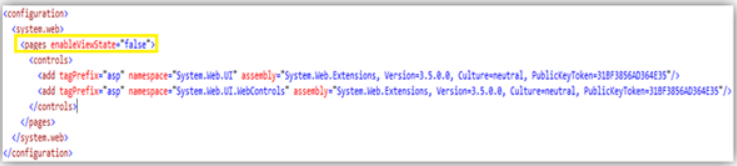 <configuration>
<system.web>
<pages enableViewState="false">
<controls>
<add tagPrefix="asp" namespace="System.Web.UI" assembly="System.Web.Extensions, Version=3.5.0.0, Culture=neutral, PublicKeyToken=31BF3856AD364E35"/>
<add tagPrefix="asp" namespace="System.Web.UI.WebControls" assembly="System.Web.Extensions, Version=3.5.0.0, Culture=neutral, PublicKeyToken=31BF3856AD364E35"/>
</controls>
</pages>
</system.web>
</configuration>